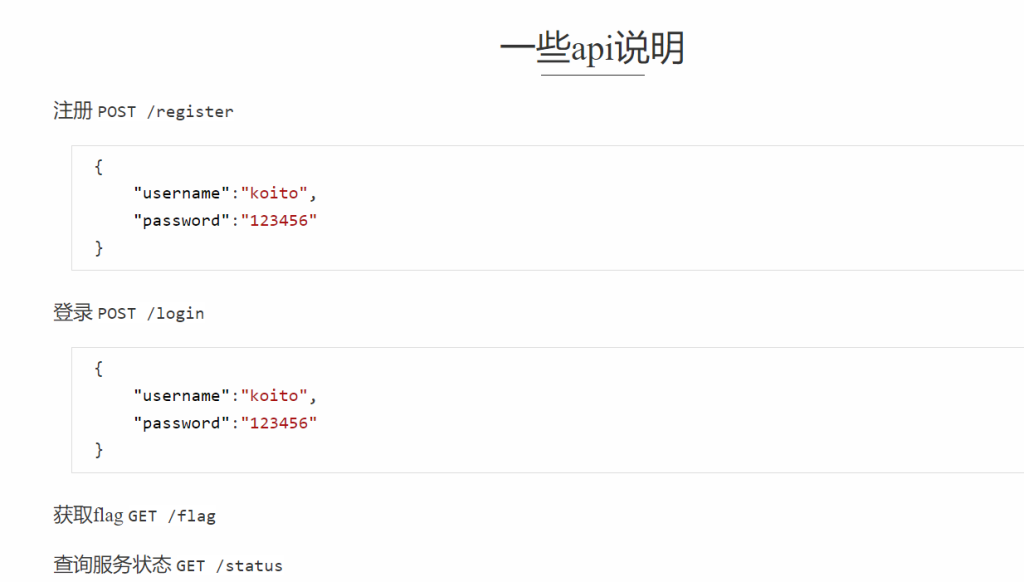 一些api说明
注册 POST /register
{
"username":"koito",
"password":"123456"
}
登录 POST /login
{
"username":"koito",
"password":"123456"
}
获取flag GET /flag
查询服务状态 GET /status